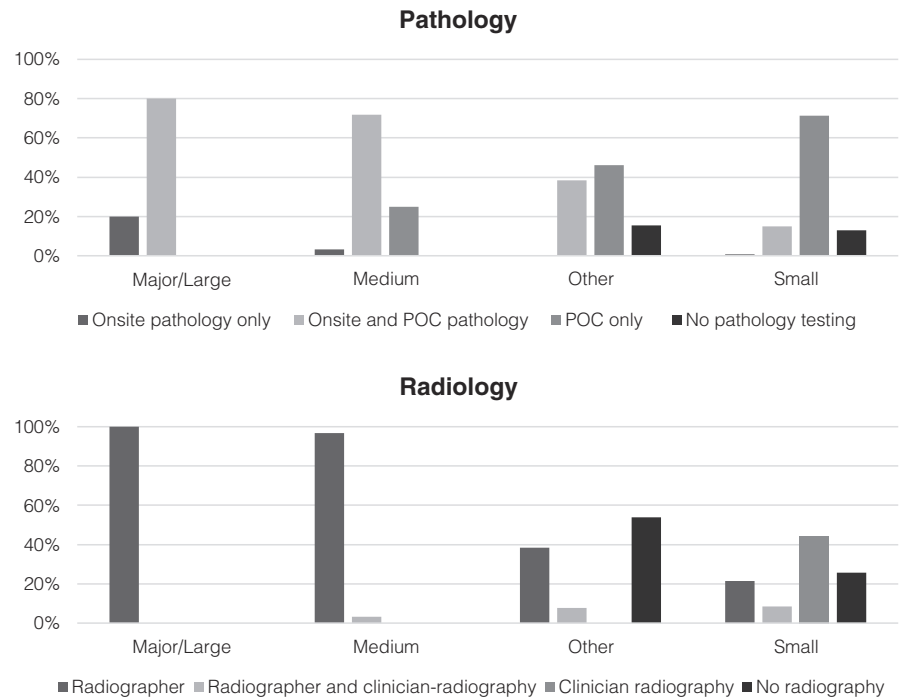 Pathology
100%
80%
60%
40%
20%
0%
Major/Large Medium Other Small
Onsite pathology only Onsite and POC pathology POC only No pathology testing
Radiology
100%
80%
60%
40%
20%
0%
Major/Large Medium Other Small
Radiographer Radiographer and clinician-radiography Clinician radiography No radiography